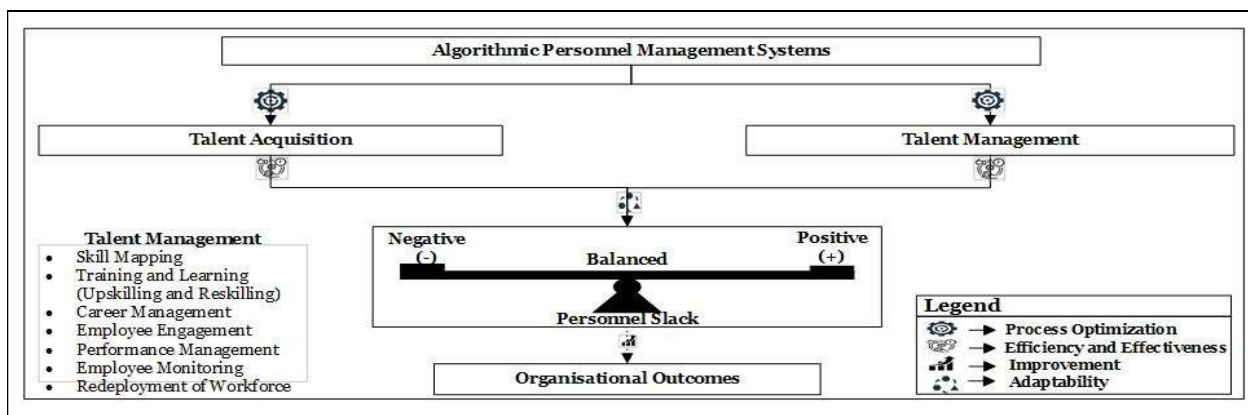 Algorithmic Personnel Management Systems
Talent Acquisition
Talent Management
Negative
(-)
Balanced
Positive
(+)
Personnel Slack
Organisational Outcomes
Talent Management
• Skill Mapping
• Training and Learning
(Upskilling and Reskilling)
• Career Management
• Employee Engagement
• Performance Management
• Employee Monitoring
• Redeployment of Workforce
Legend
Process Optimization
Efficiency and Effectiveness
Improvement
Adaptability